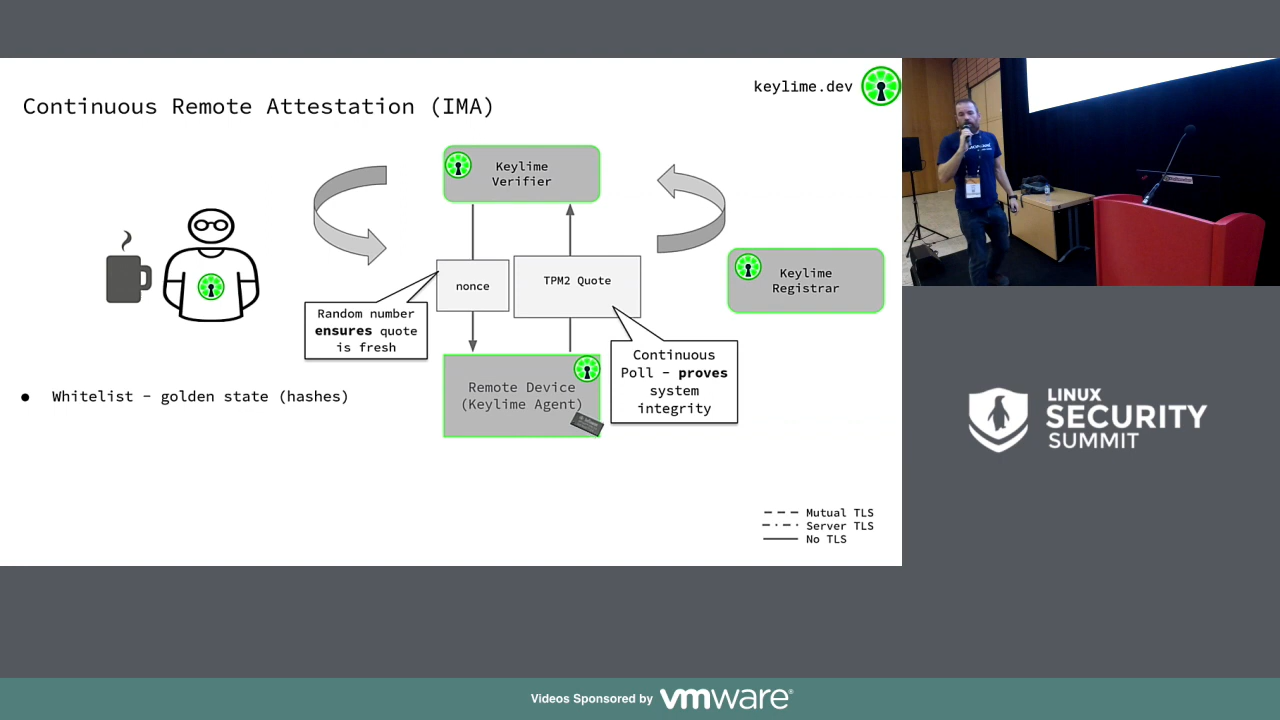 keylime.dev
Continuous Remote Attestation (IMA)
Keylime
Verifier
nonce
TPM2 Quote
Keylime
Registrar
Random number
ensures quote
is fresh
Continuous
Poll - proves
system
integrity
Remote Device
(Keylime Agent)
● Whitelist - golden state (hashes)
Mutual TLS
Server TLS
No TLS
LINUX
SECURITY
SUMMIT
Videos Sponsored by vmware®